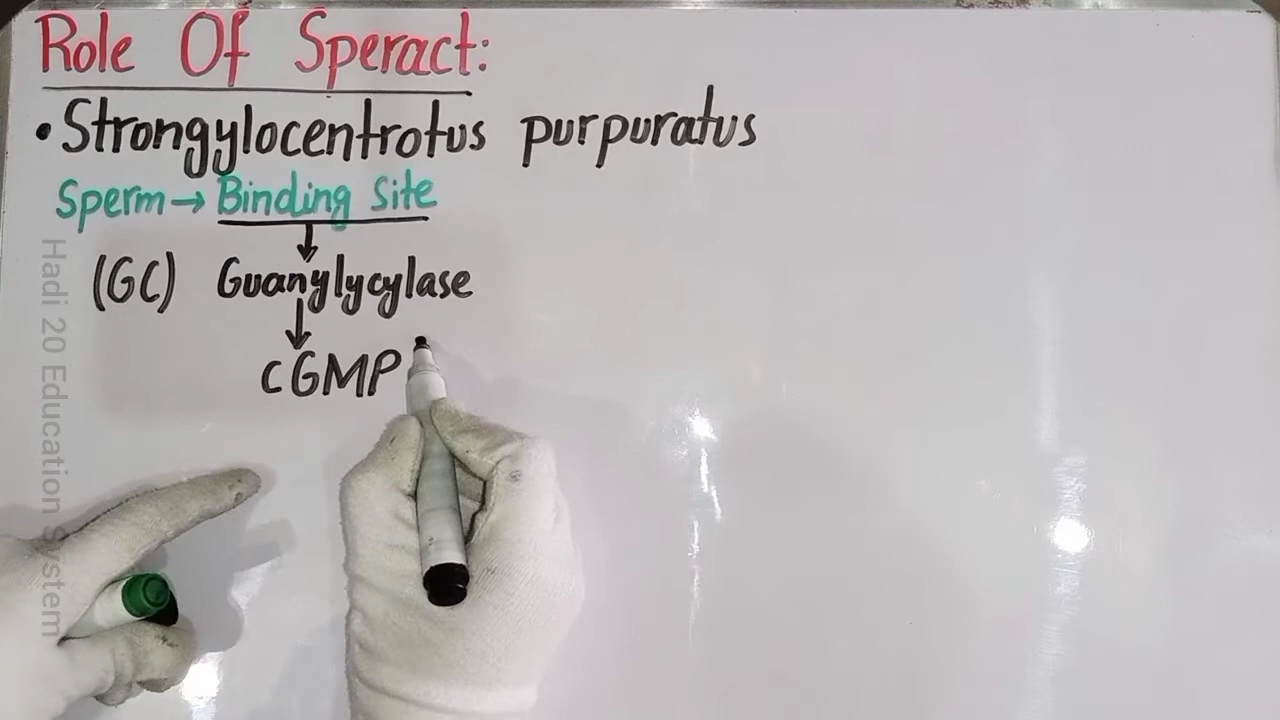 Role Of Speract:
• Strongylocentrotus purpuratus
Sperm → Binding Site
↓
(GC) Guanylycylase
↓
cGMP
Hadi 20 Education System